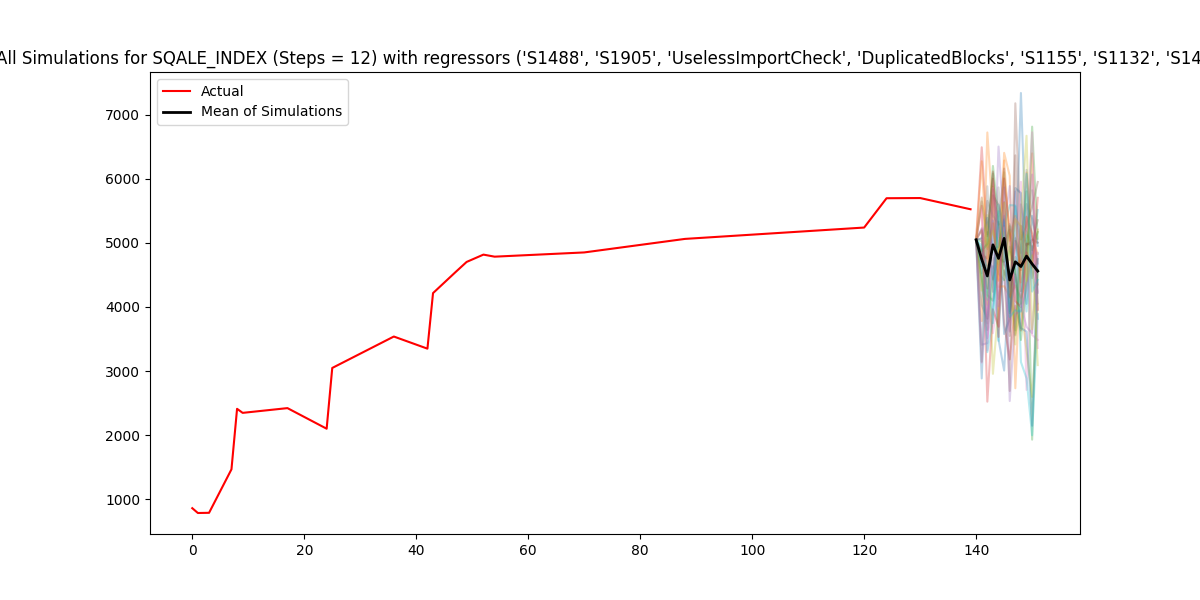 All Simulations for SQALE_INDEX (Steps = 12) with regressors ('S1488', 'S1905', 'UselessImportCheck', 'DuplicatedBlocks', 'S1155', 'S1132', 'S14
Actual
Mean of Simulations
7000
6000
5000
4000
3000
2000
1000
0 20 40 60 80 100 120 140